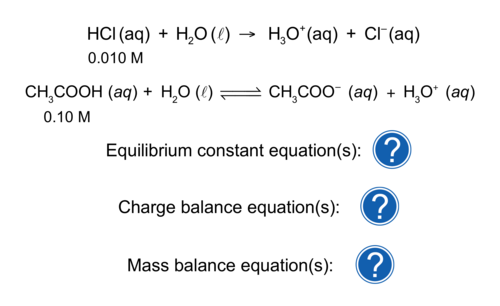 HCl (aq) + H₂O (ℓ) → H₃O⁺ (aq) + Cl⁻ (aq)
0.010 M
CH₃COOH (aq) + H₂O (ℓ) ⇌ CH₃COO⁻ (aq) + H₃O⁺ (aq)
0.10 M
Equilibrium constant equation(s): ?
Charge balance equation(s): ?
Mass balance equation(s): ?